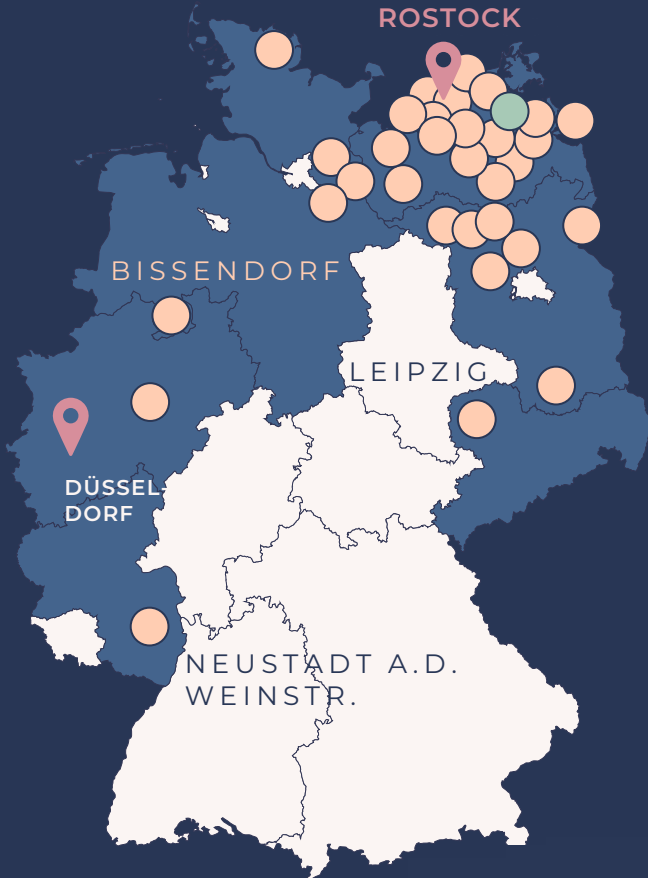 ROSTOCK
BISSENDORF
LEIPZIG
DÜSSEL-
DORF
NEUSTADT A.D.
WEINSTR.